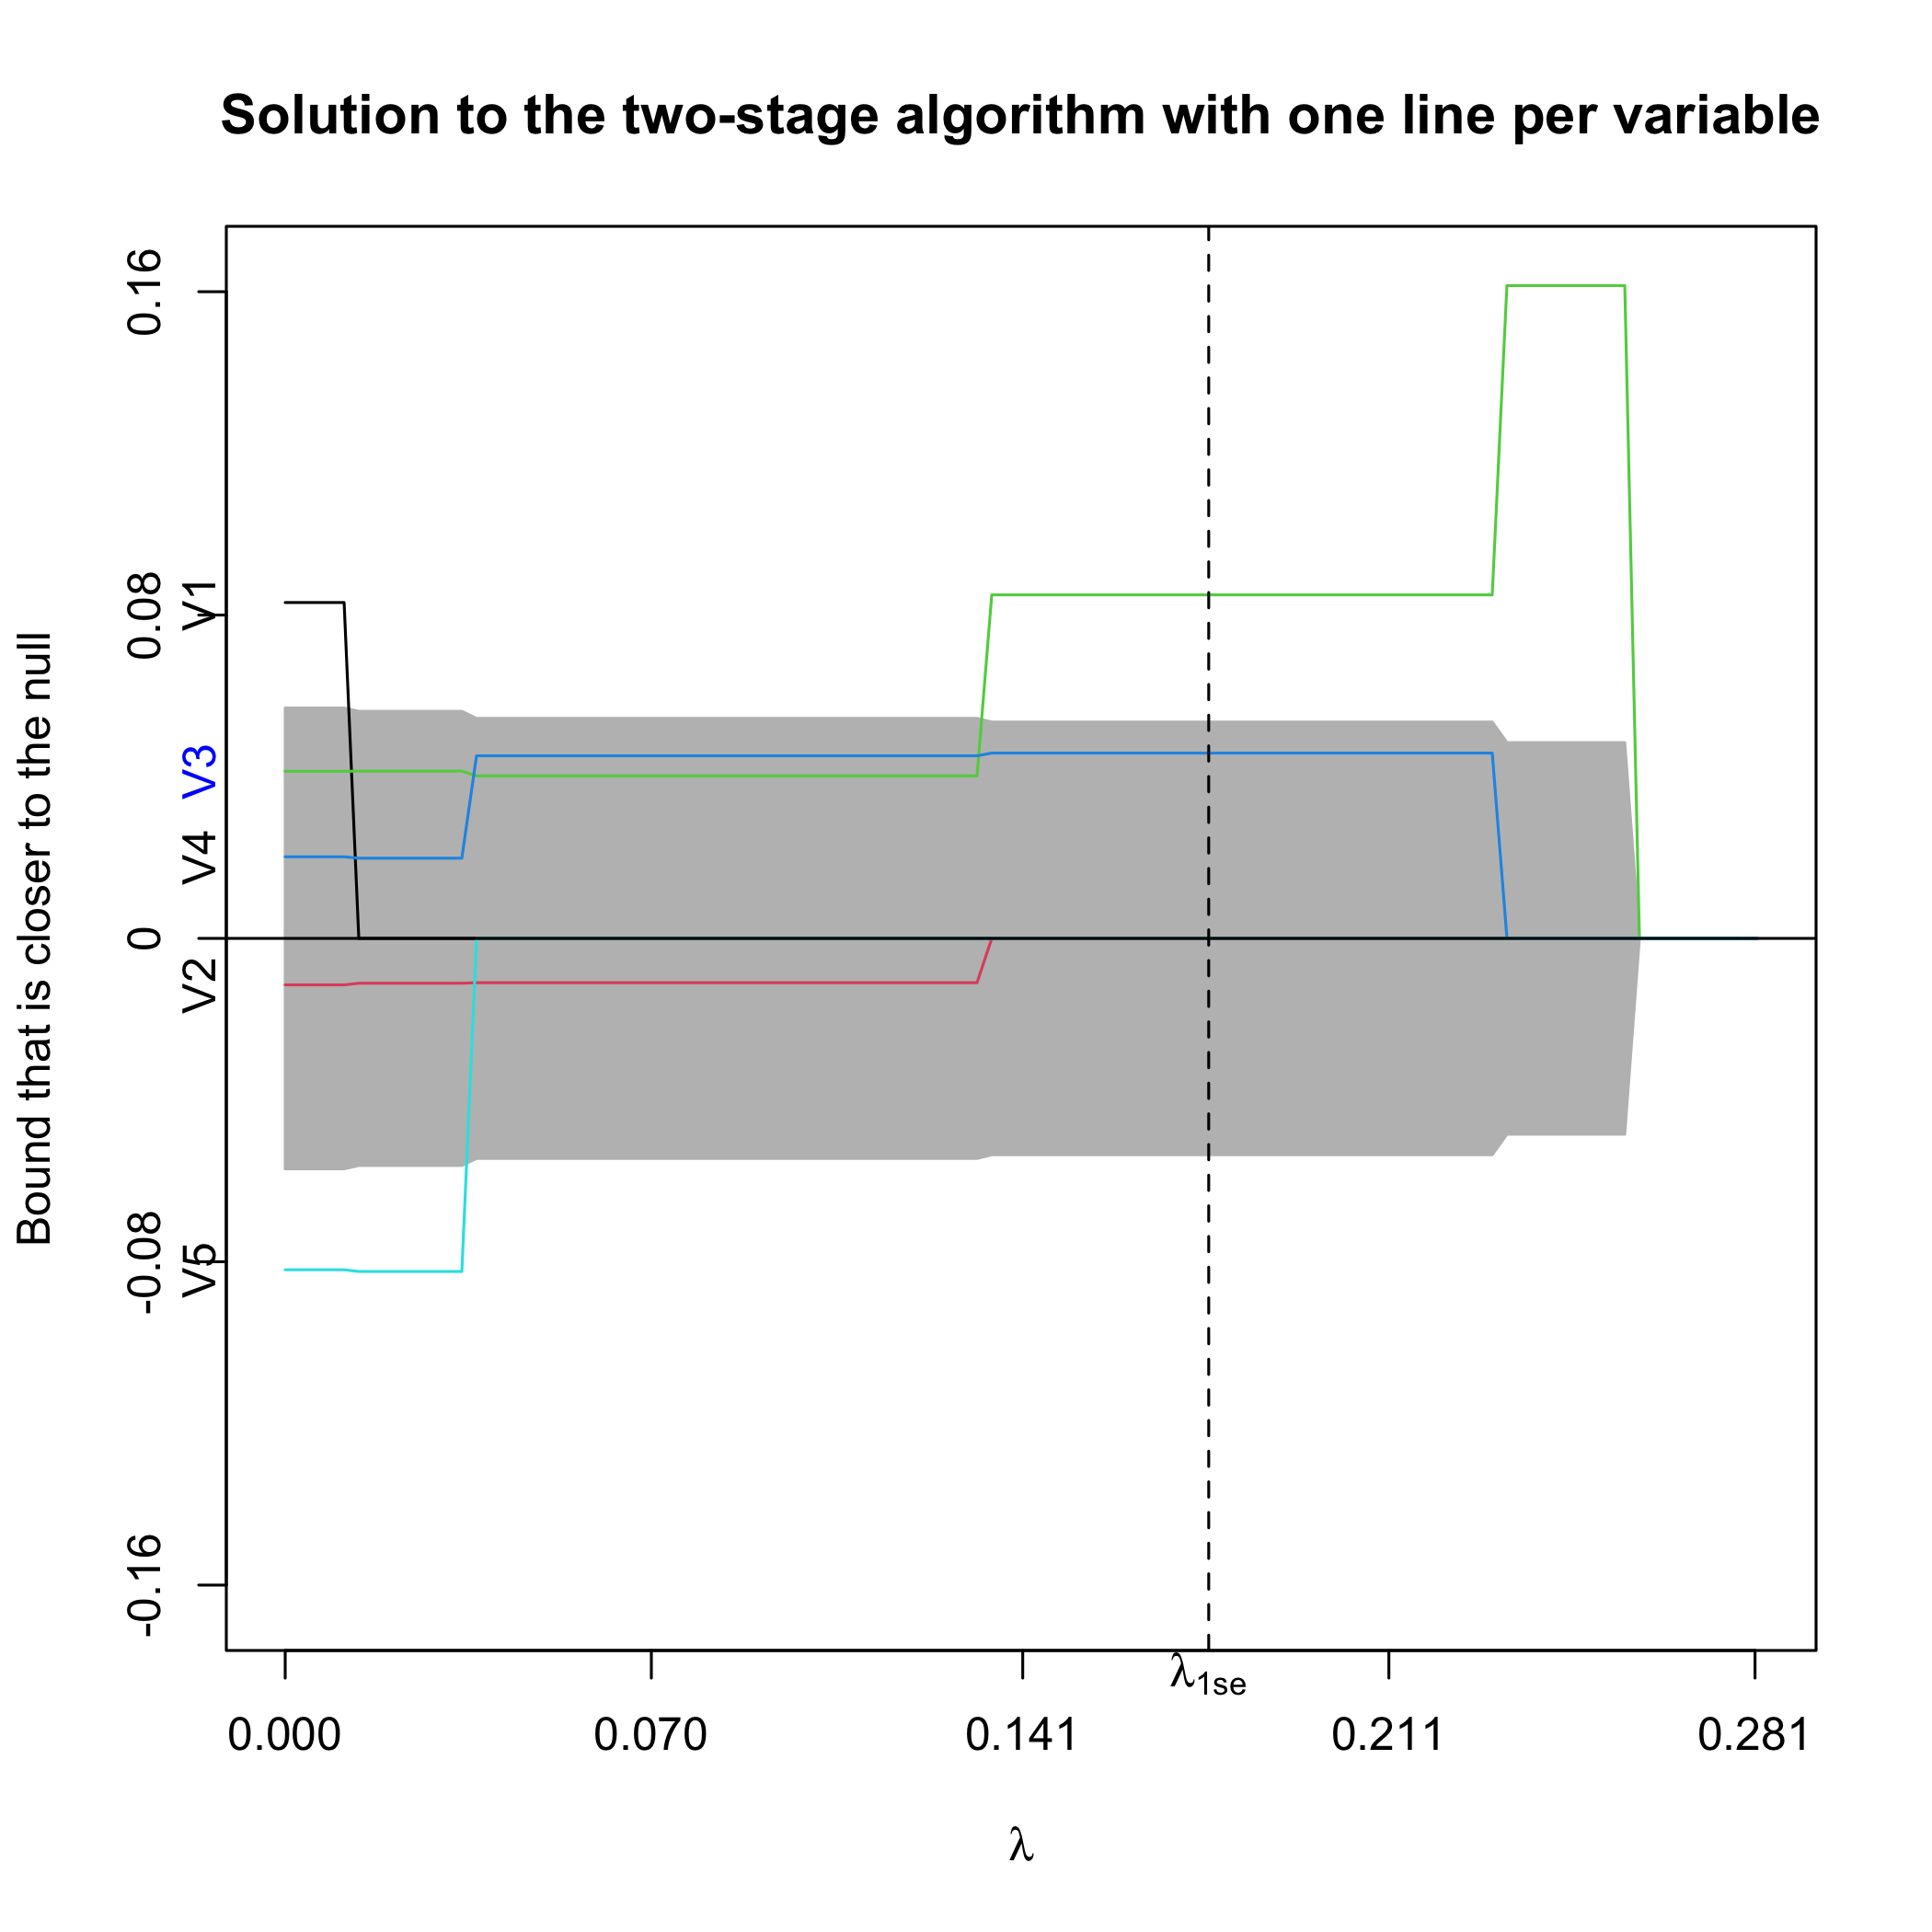 Solution to the two-stage algorithm with one line per variable
Bound that is closer to the null
0.16
0.08
0
-0.08
-0.16
V1
V3
V4
V2
V5
λ1se
0.000
0.070
0.141
0.211
0.281
λ